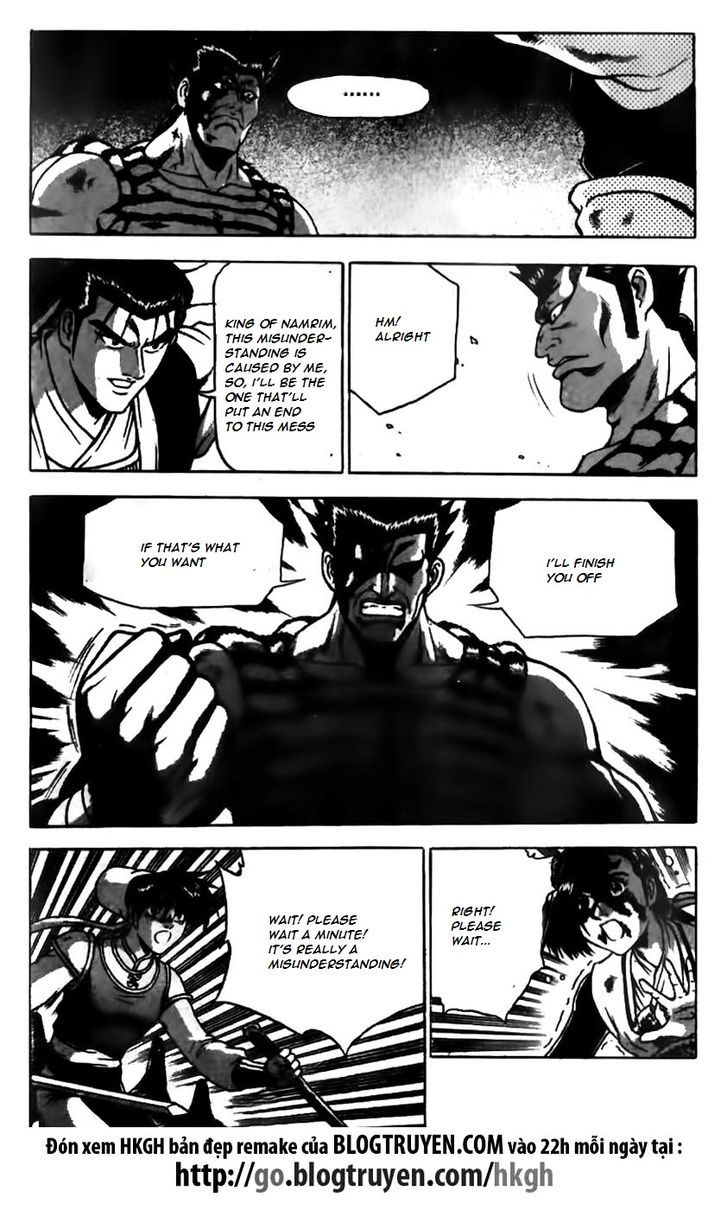 ......
KING OF NAMRIM,
THIS MISUNDER-
STANDING IS
CAUSED BY ME,
SO, I'LL BE THE
ONE THAT'LL
PUT AN END
TO THIS MESS
HM!
ALRIGHT
IF THAT'S WHAT
YOU WANT
I'LL FINISH
YOU OFF
WAIT! PLEASE
WAIT A MINUTE!
IT'S REALLY A
MISUNDERSTANDING!
RIGHT!
PLEASE
WAIT...
Đón xem HKGH bản đẹp remake của BLOGTRUYEN.COM vào 22h mỗi ngày tại :
http://go.blogtruyen.com/hkgh